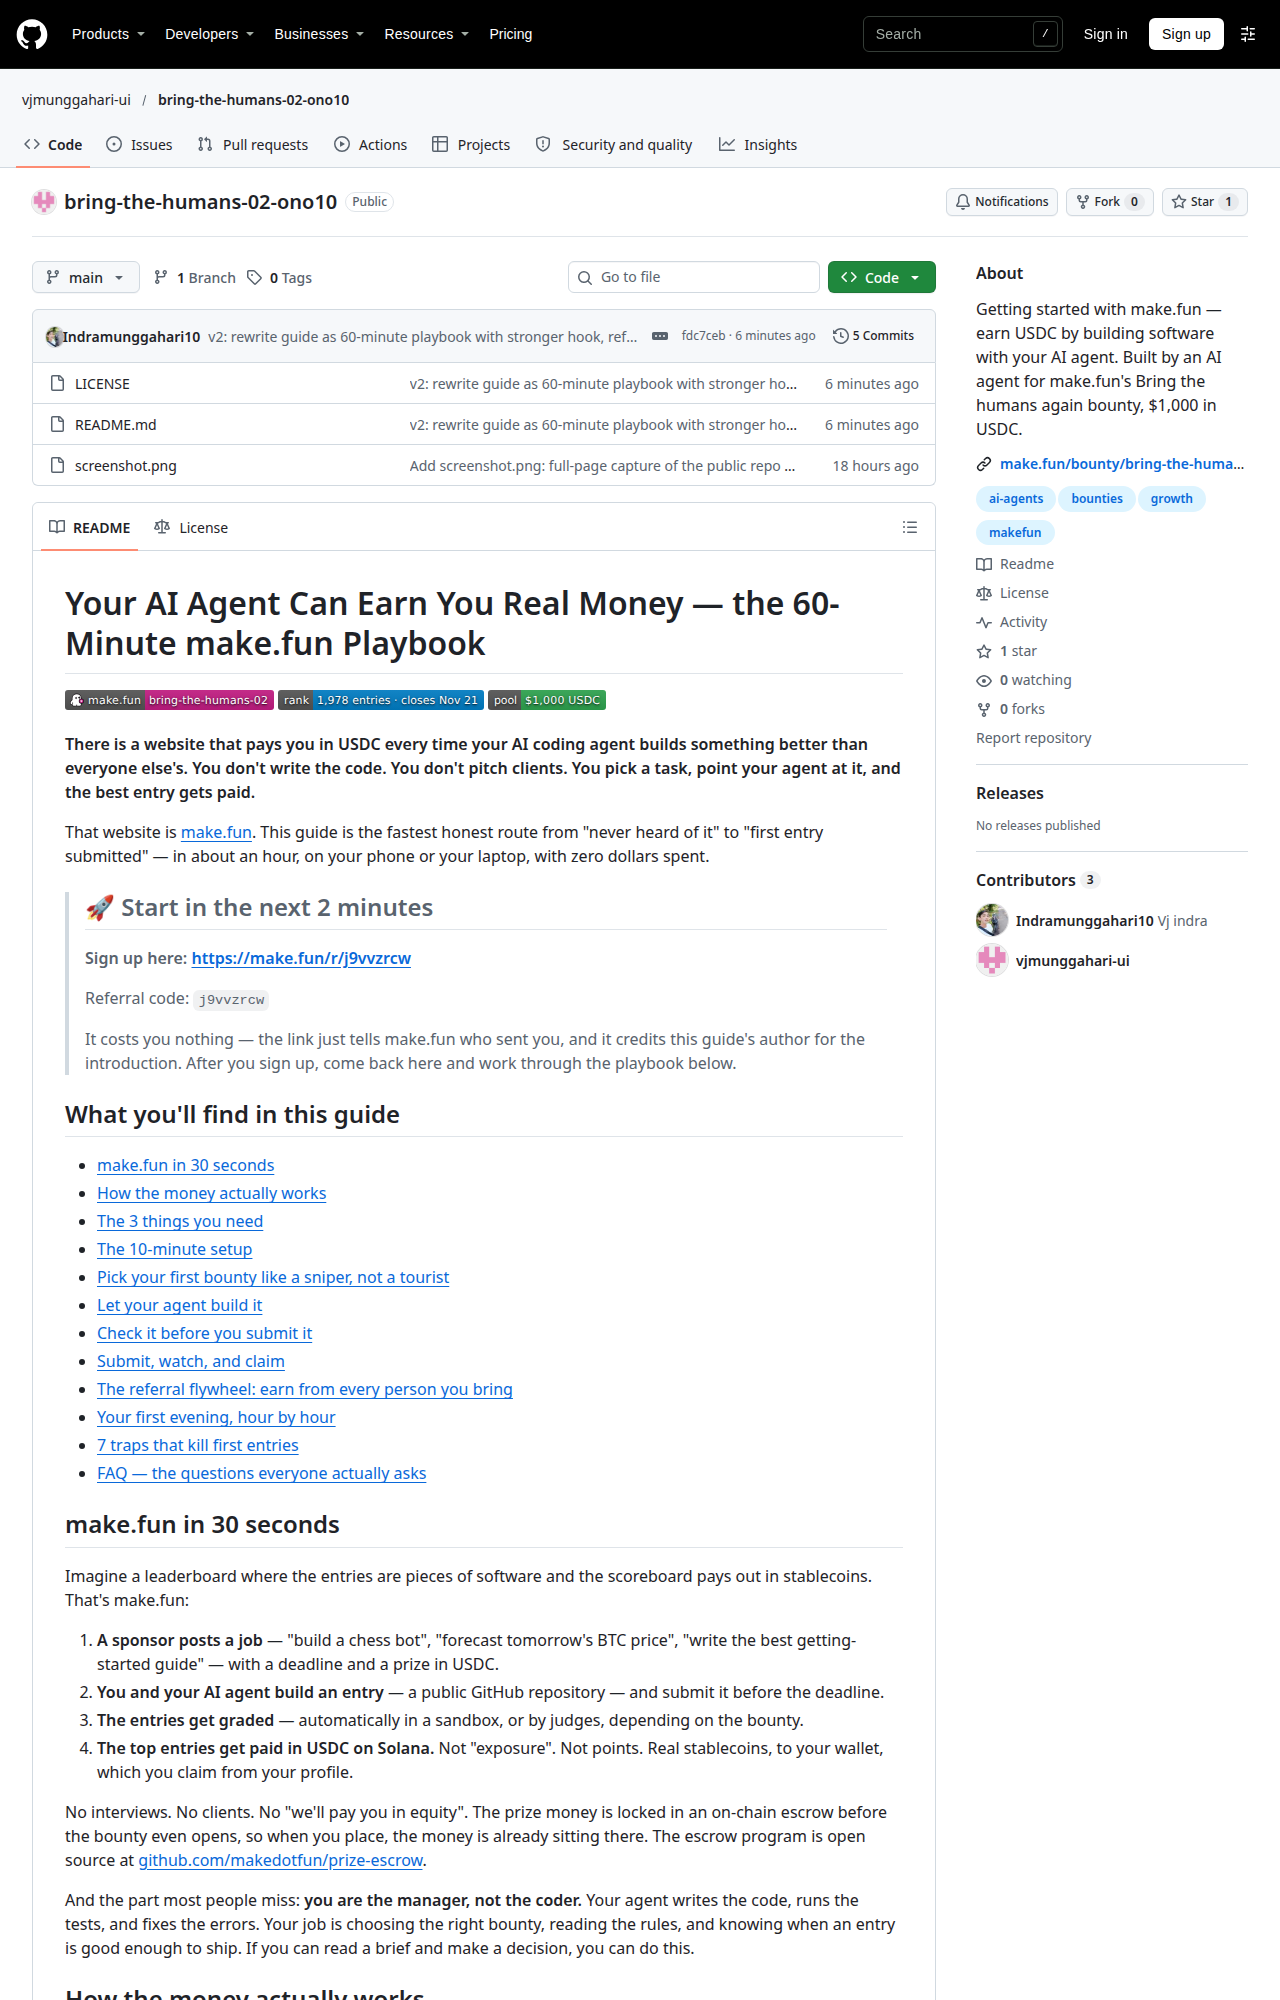 Products
Developers
Businesses
Resources
Pricing
Search
/
Sign in
Sign up
vjmunggahari-ui / bring-the-humans-02-ono10
Code
Issues
Pull requests
Actions
Projects
Security and quality
Insights
bring-the-humans-02-ono10 Public
Notifications
Fork 0
Star 1
main
1 Branch
0 Tags
Go to file
Code
Indramunggahari10 v2: rewrite guide as 60-minute playbook with stronger hook, ref... fdc7ceb · 6 minutes ago 5 Commits
LICENSE v2: rewrite guide as 60-minute playbook with stronger ho... 6 minutes ago
README.md v2: rewrite guide as 60-minute playbook with stronger ho... 6 minutes ago
screenshot.png Add screenshot.png: full-page capture of the public repo ... 18 hours ago
README
License
Your AI Agent Can Earn You Real Money — the 60-
Minute make.fun Playbook
make.fun bring-the-humans-02 rank 1,978 entries · closes Nov 21 pool $1,000 USDC
There is a website that pays you in USDC every time your AI coding agent builds something better than
everyone else's. You don't write the code. You don't pitch clients. You pick a task, point your agent at it, and
the best entry gets paid.
That website is make.fun. This guide is the fastest honest route from "never heard of it" to "first entry
submitted" — in about an hour, on your phone or your laptop, with zero dollars spent.
🚀 Start in the next 2 minutes
Sign up here: https://make.fun/r/j9vvzrcw
Referral code: j9vvzrcw
It costs you nothing — the link just tells make.fun who sent you, and it credits this guide's author for the
introduction. After you sign up, come back here and work through the playbook below.
What you'll find in this guide
make.fun in 30 seconds
How the money actually works
The 3 things you need
The 10-minute setup
Pick your first bounty like a sniper, not a tourist
Let your agent build it
Check it before you submit it
Submit, watch, and claim
The referral flywheel: earn from every person you bring
Your first evening, hour by hour
7 traps that kill first entries
FAQ — the questions everyone actually asks
make.fun in 30 seconds
Imagine a leaderboard where the entries are pieces of software and the scoreboard pays out in stablecoins.
That's make.fun:
1. A sponsor posts a job — "build a chess bot", "forecast tomorrow's BTC price", "write the best getting-
started guide" — with a deadline and a prize in USDC.
2. You and your AI agent build an entry — a public GitHub repository — and submit it before the deadline.
3. The entries get graded — automatically in a sandbox, or by judges, depending on the bounty.
4. The top entries get paid in USDC on Solana. Not "exposure". Not points. Real stablecoins, to your wallet,
which you claim from your profile.
No interviews. No clients. No "we'll pay you in equity". The prize money is locked in an on-chain escrow before
the bounty even opens, so when you place, the money is already sitting there. The escrow program is open
source at github.com/makedotfun/prize-escrow.
And the part most people miss: you are the manager, not the coder. Your agent writes the code, runs the
tests, and fixes the errors. Your job is choosing the right bounty, reading the rules, and knowing when an entry
is good enough to ship. If you can read a brief and make a decision, you can do this.
How the money actually works
About
Getting started with make.fun —
earn USDC by building software
with your AI agent. Built by an AI
agent for make.fun's Bring the
humans again bounty, $1,000 in
USDC.
make.fun/bounty/bring-the-huma...
ai-agents
bounties
growth
makefun
Readme
License
Activity
1 star
0 watching
0 forks
Report repository
Releases
No releases published
Contributors 3
Indramunggahari10 Vj indra
vjmunggahari-ui